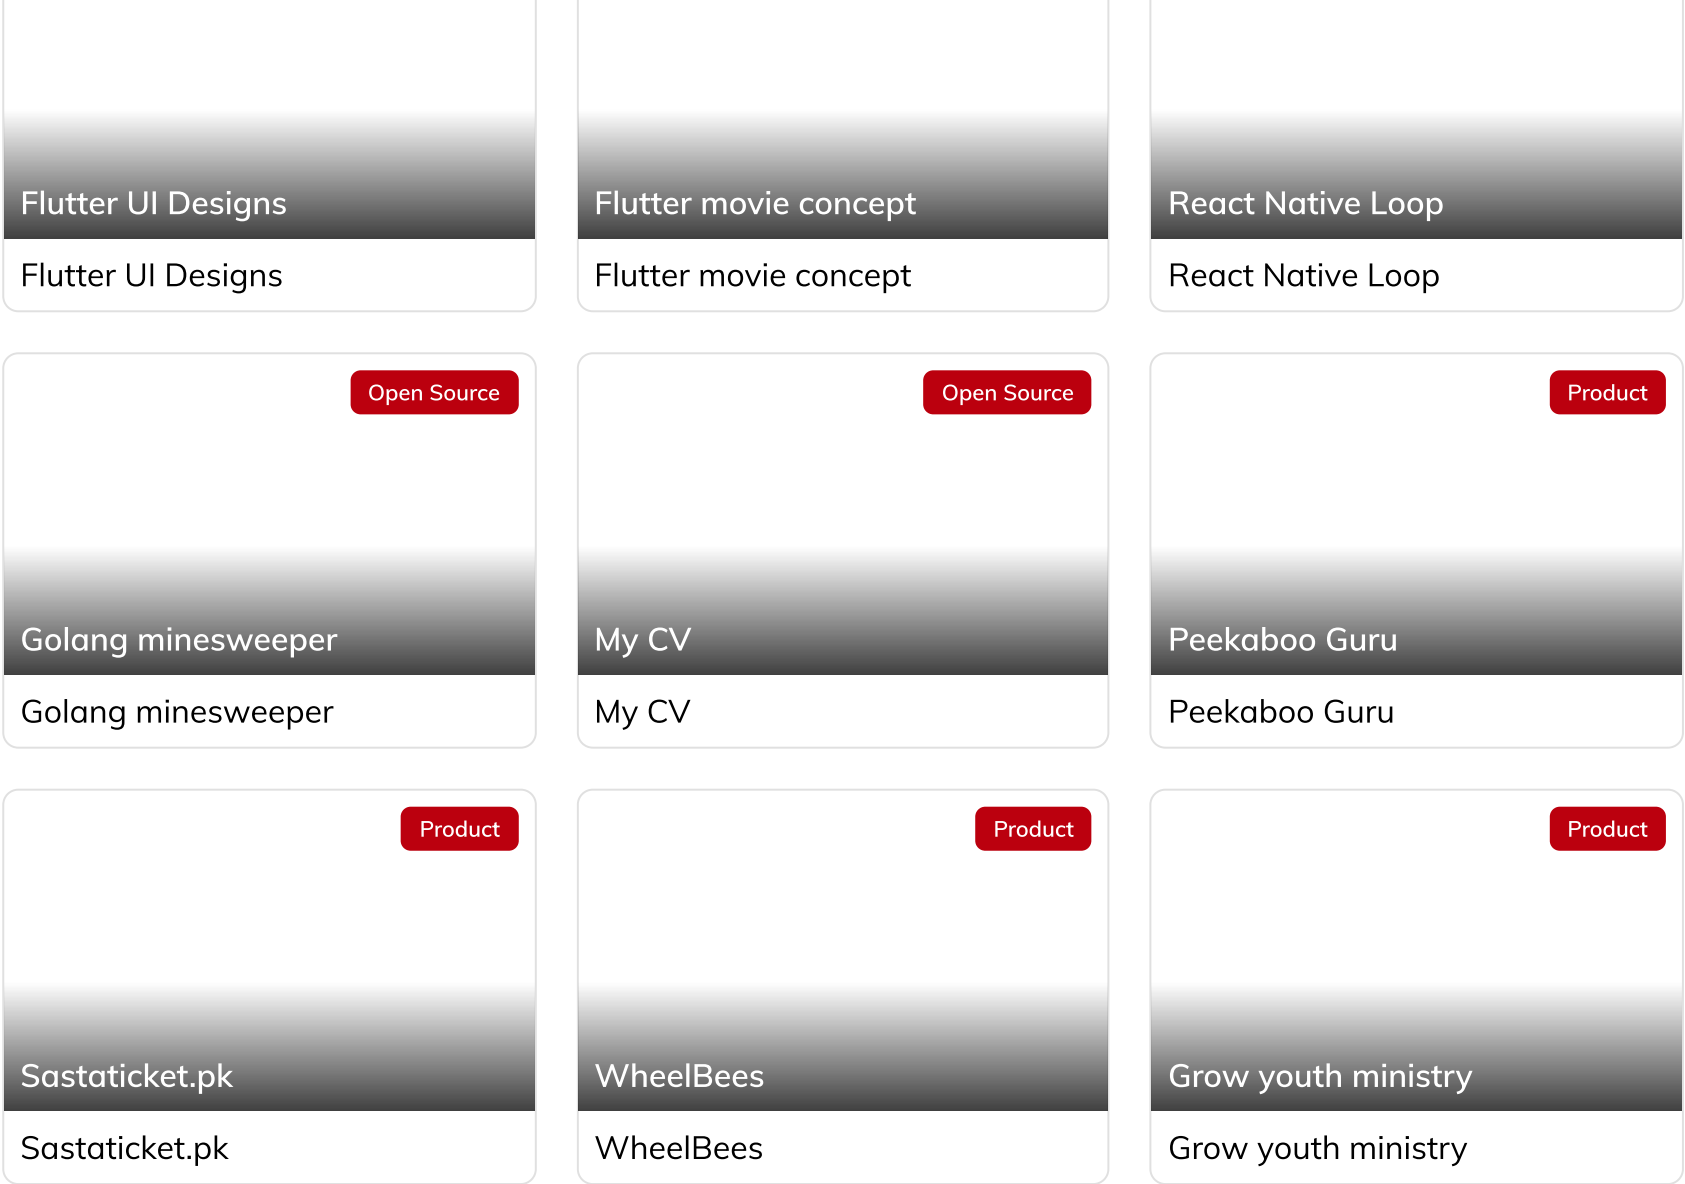 Flutter UI Designs
Flutter UI Designs
Flutter movie concept
Flutter movie concept
React Native Loop
React Native Loop
Open Source
Golang minesweeper
Golang minesweeper
Open Source
My CV
My CV
Product
Peekaboo Guru
Peekaboo Guru
Product
Sastaticket.pk
Sastaticket.pk
Product
WheelBees
WheelBees
Product
Grow youth ministry
Grow youth ministry